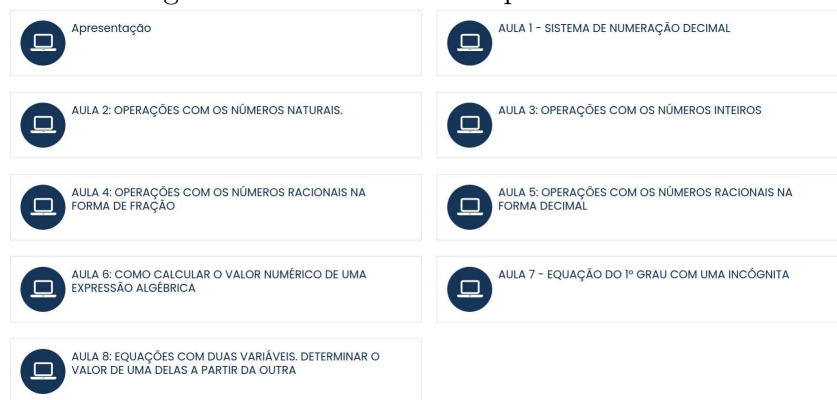 Apresentação
AULA 1 - SISTEMA DE NUMERAÇÃO DECIMAL
AULA 2: OPERAÇÕES COM OS NÚMEROS NATURAIS.
AULA 3: OPERAÇÕES COM OS NÚMEROS INTEIROS
AULA 4: OPERAÇÕES COM OS NÚMEROS RACIONAIS NA
FORMA DE FRAÇÃO
AULA 5: OPERAÇÕES COM OS NÚMEROS RACIONAIS NA
FORMA DECIMAL
AULA 6: COMO CALCULAR O VALOR NUMÉRICO DE UMA
EXPRESSÃO ALGÉBRICA
AULA 7 - EQUAÇÃO DO 1º GRAU COM UMA INCÓGNITA
AULA 8: EQUAÇÕES COM DUAS VARIÁVEIS. DETERMINAR O
VALOR DE UMA DELAS A PARTIR DA OUTRA